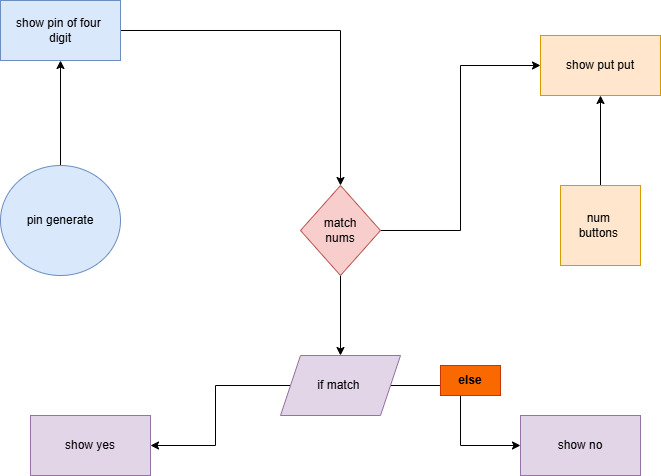 show pin of four
digit
show put put
pin generate
match
nums
num
buttons
if match
else
show yes
show no